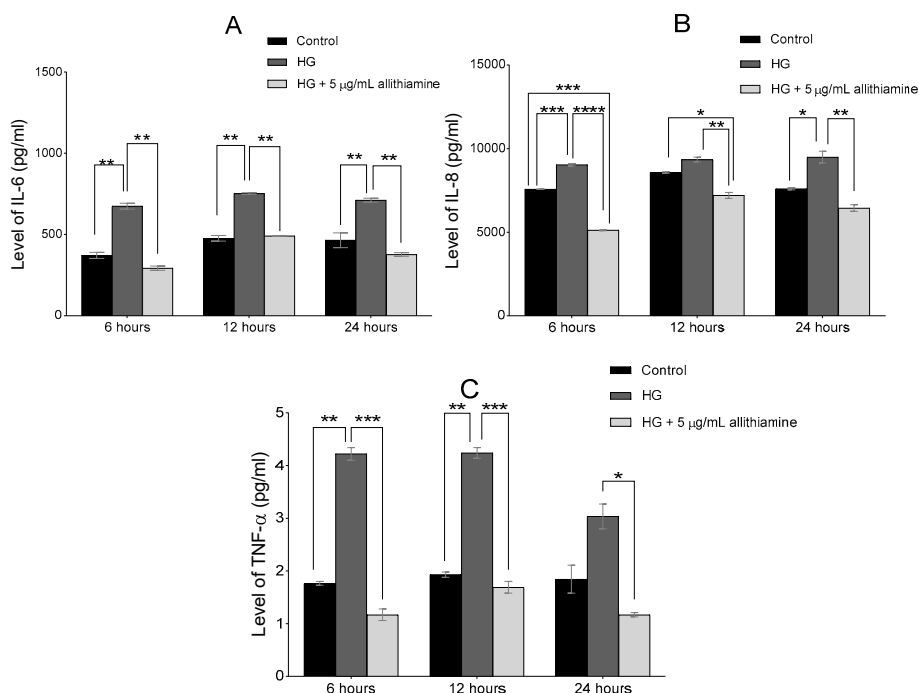 A
Control
HG
HG + 5 μg/mL allithiamine
Level of IL-6 (pg/ml)
1500
1000
500
0
** ** ** ** ** **
6 hours 12 hours 24 hours
B
Control
HG
HG + 5 μg/mL allithiamine
Level of IL-8 (pg/ml)
15000
10000
5000
0
***
*** ****
*
**
* **
6 hours 12 hours 24 hours
C
Control
HG
HG + 5 μg/mL allithiamine
Level of TNF-α (pg/ml)
5
4
3
2
1
0
** *** ** *** *
6 hours 12 hours 24 hours